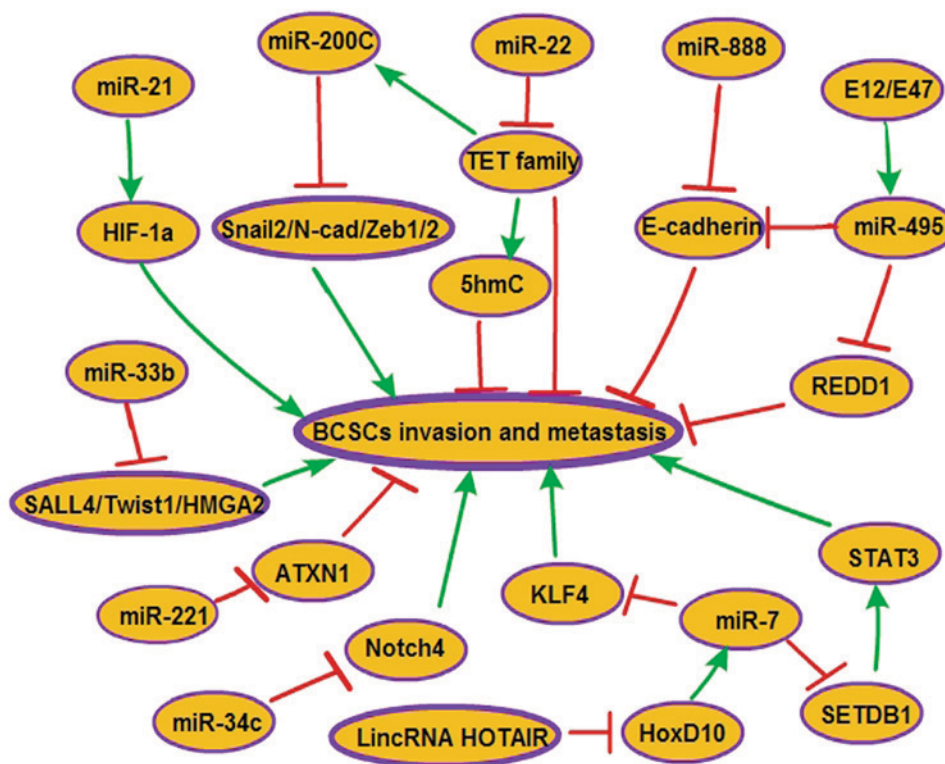 miR-200C
miR-22
miR-888
miR-21
E12/E47
TET family
HIF-1a
Snail2/N-cad/Zeb1/2
E-cadherin
miR-495
5hmC
miR-33b
REDD1
BCSCs invasion and metastasis
SALL4/Twist1/HMGA2
STAT3
ATXN1
KLF4
miR-221
miR-7
Notch4
miR-34c
LincRNA HOTAIR
HoxD10
SETDB1